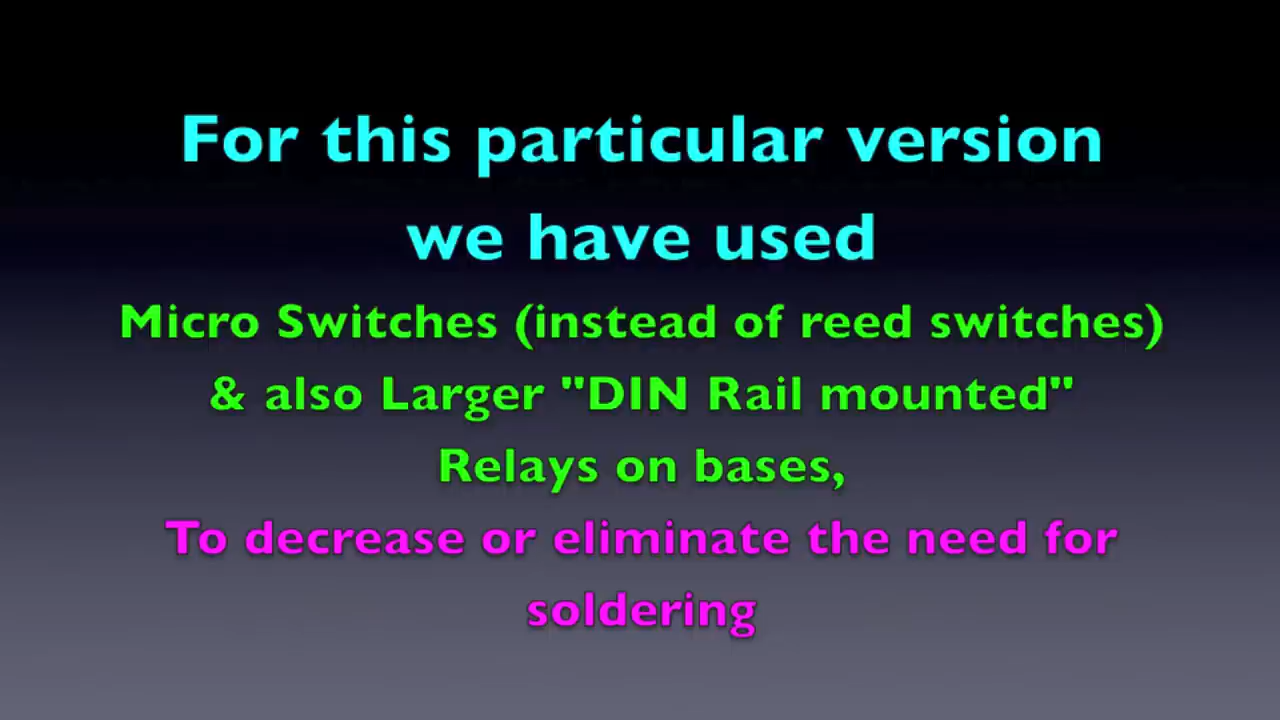 For this particular version
we have used
Micro Switches (instead of reed switches)
& also Larger "DIN Rail mounted"
Relays on bases,
To decrease or eliminate the need for
soldering